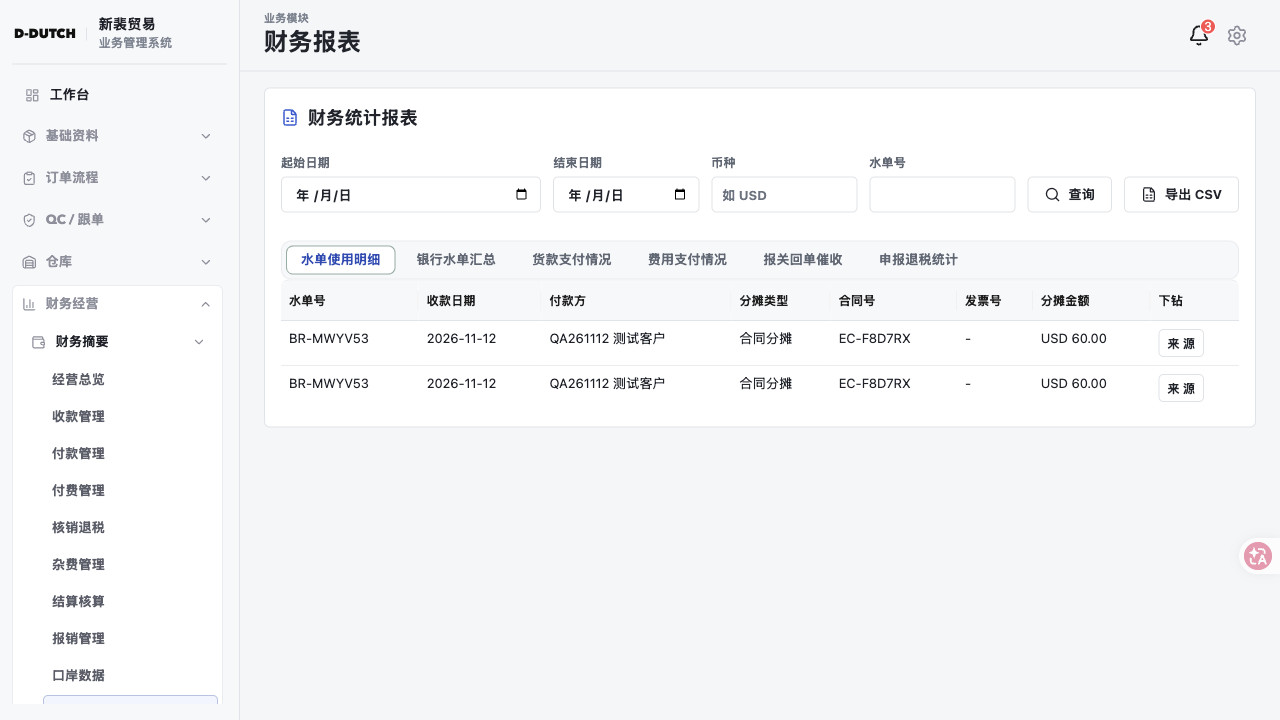 D-DUTCH
新裴贸易
业务管理系统
工作台
基础资料
订单流程
QC / 跟单
仓库
财务经营
财务摘要
经营总览
收款管理
付款管理
付费管理
核销退税
杂费管理
结算核算
报销管理
口岸数据
业务模块
财务报表
3
财务统计报表
起始日期 结束日期 币种 水单号
年 /月/日 年 /月/日 如 USD 查询 导出 CSV
水单使用明细 银行水单汇总 货款支付情况 费用支付情况 报关回单催收 申报退税统计
水单号 收款日期 付款方 分摊类型 合同号 发票号 分摊金额 下钻
BR-MWYV53 2026-11-12 QA261112 测试客户 合同分摊 EC-F8D7RX - USD 60.00 来 源
BR-MWYV53 2026-11-12 QA261112 测试客户 合同分摊 EC-F8D7RX - USD 60.00 来 源